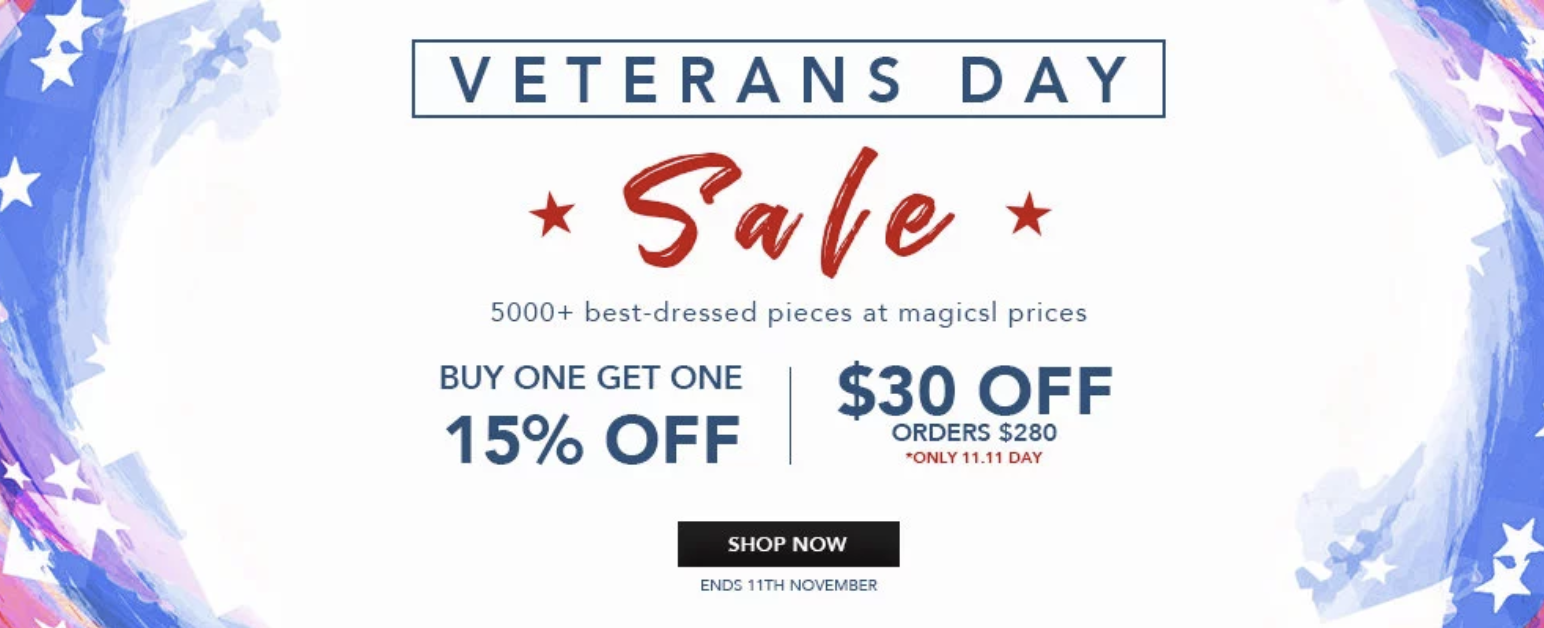 VETERANS DAY
Sale
5000+ best-dressed pieces at magicsl prices
BUY ONE GET ONE
15% OFF
$30 OFF
ORDERS $280
*ONLY 11.11 DAY
SHOP NOW
ENDS 11TH NOVEMBER